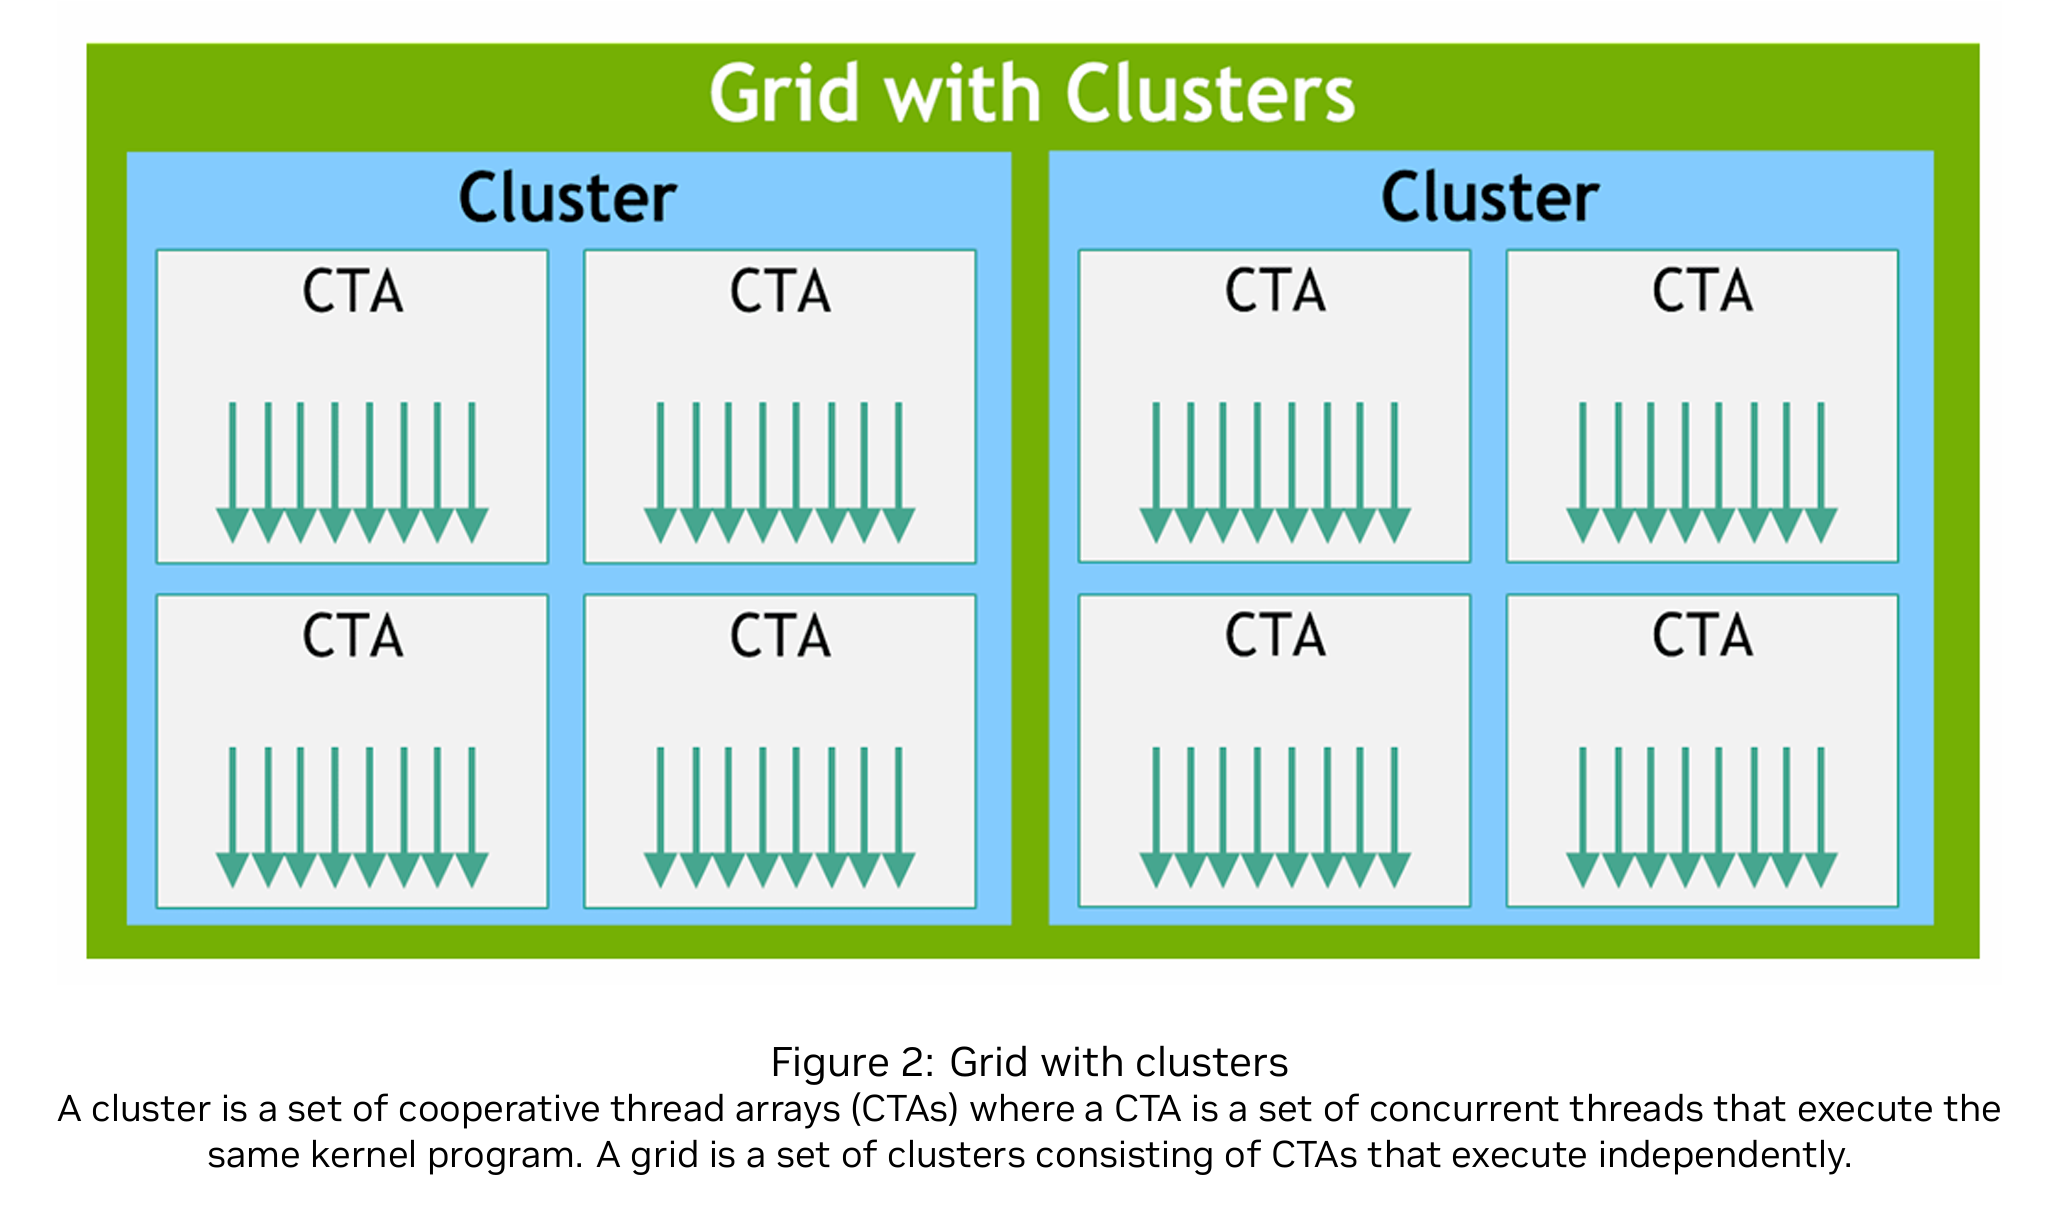 Grid with Clusters
Cluster
Cluster
CTA
CTA
CTA
CTA
CTA
CTA
CTA
CTA
Figure 2: Grid with clusters
A cluster is a set of cooperative thread arrays (CTAs) where a CTA is a set of concurrent threads that execute the
same kernel program. A grid is a set of clusters consisting of CTAs that execute independently.